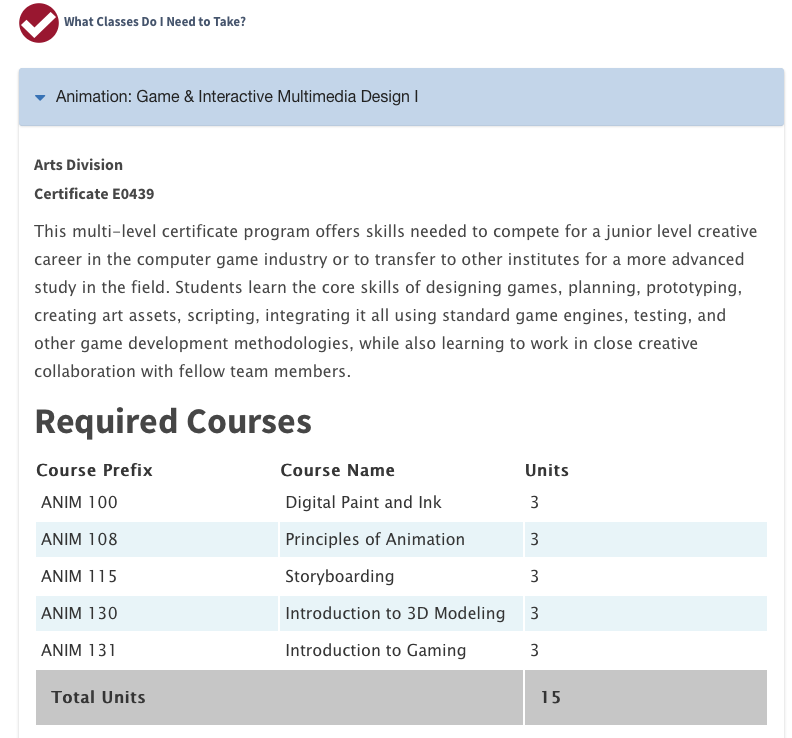 What Classes Do I Need to Take?
Animation: Game & Interactive Multimedia Design I
Arts Division
Certificate E0439
This multi-level certificate program offers skills needed to compete for a junior level creative
career in the computer game industry or to transfer to other institutes for a more advanced
study in the field. Students learn the core skills of designing games, planning, prototyping,
creating art assets, scripting, integrating it all using standard game engines, testing, and
other game development methodologies, while also learning to work in close creative
collaboration with fellow team members.
Required Courses
Course Prefix Course Name Units
ANIM 100 Digital Paint and Ink 3
ANIM 108 Principles of Animation 3
ANIM 115 Storyboarding 3
ANIM 130 Introduction to 3D Modeling 3
ANIM 131 Introduction to Gaming 3
Total Units 15